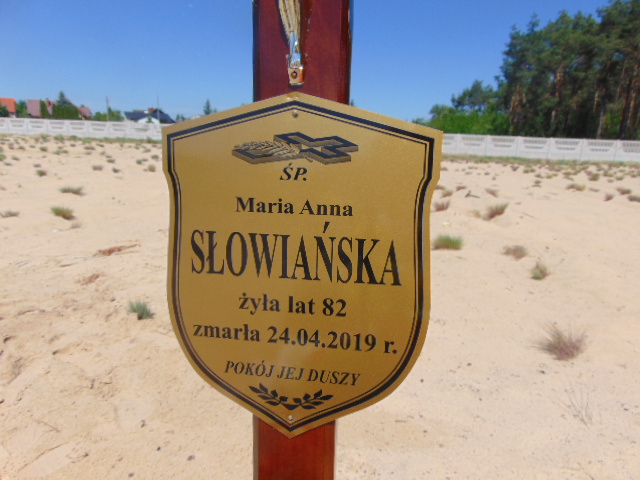 ŚP.
Maria Anna
SŁOWIAŃSKA
żyła lat 82
zmarła 24.04.2019 r.
POKÓJ JEJ DUSZY